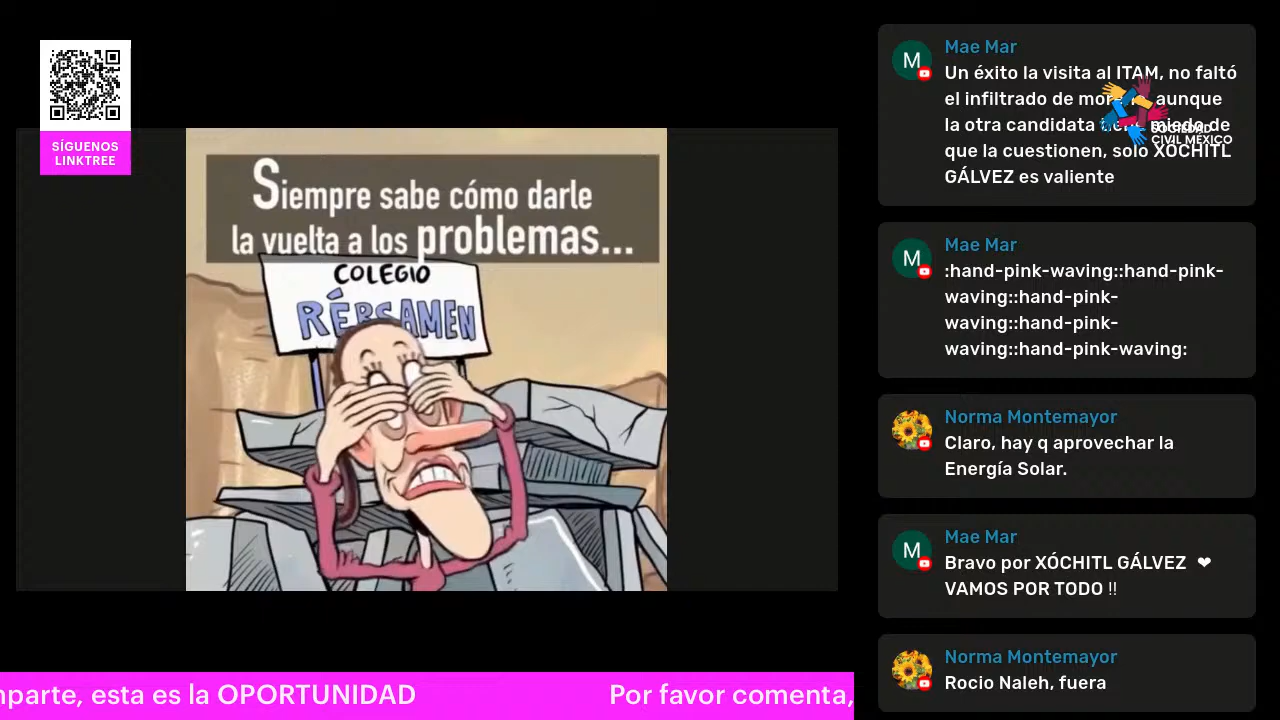 SÍGUENOS
LINKTREE
Siempre sabe cómo darle
la vuelta a los problemas...
COLEGIO
RÉBSAMEN
mparte, esta es la OPORTUNIDAD
Por favor comenta,
Mae Mar
M
Un éxito la visita al ITAM, no faltó
el infiltrado de aunque
la otra candidata miedo de
que la cuestionen, solo XÓCHITL
GÁLVEZ es valiente
SOCIEDAD
CIVIL MÉXICO
Mae Mar
M
:hand-pink-waving::hand-pink-
waving::hand-pink-
waving::hand-pink-
waving::hand-pink-waving:
Norma Montemayor
Claro, hay q aprovechar la
Energía Solar.
Mae Mar
M
Bravo por XÓCHITL GÁLVEZ ❤
VAMOS POR TODO !!
Norma Montemayor
Rocio Naleh, fuera